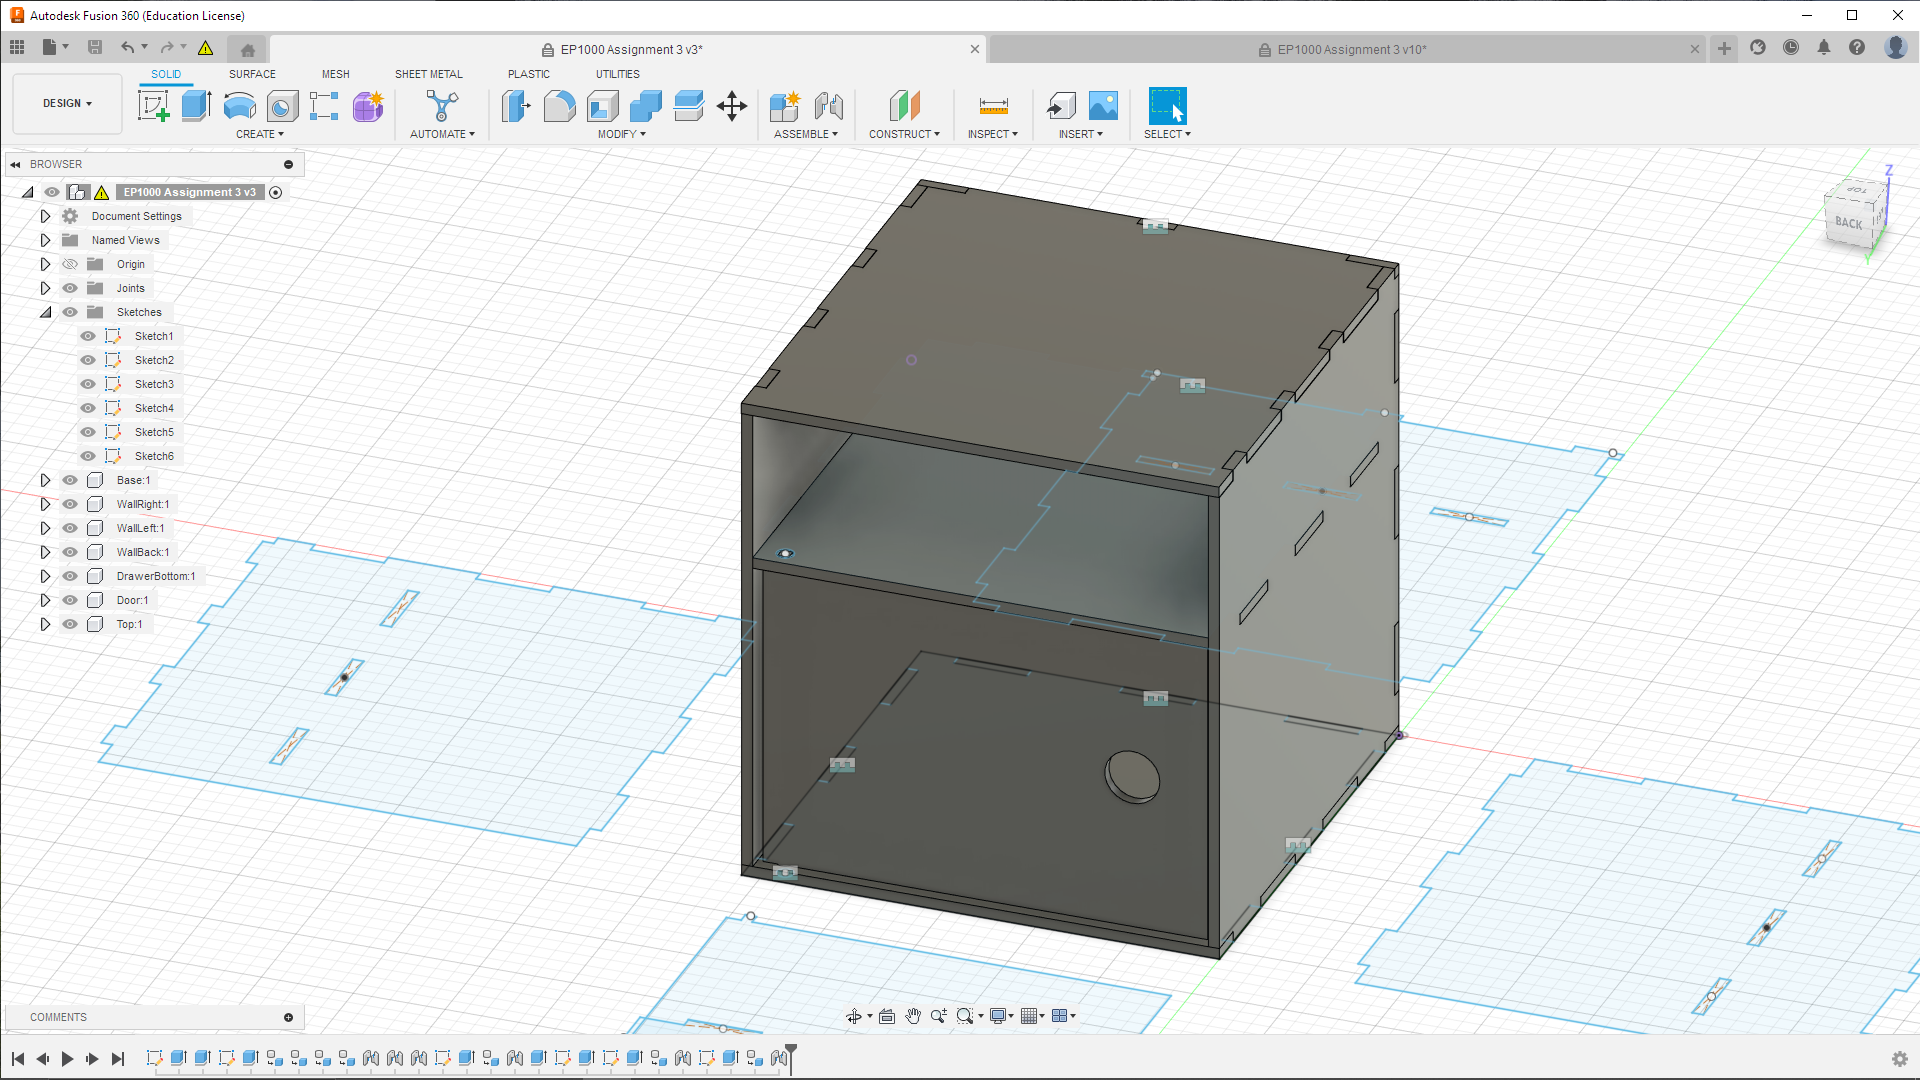 Autodesk Fusion 360 (Education License)
EP1000 Assignment 3 v3*
EP1000 Assignment 3 v10*
SOLID
SURFACE
MESH
SHEET METAL
PLASTIC
UTILITIES
DESIGN
CREATE
AUTOMATE
MODIFY
ASSEMBLE
CONSTRUCT
INSPECT
INSERT
SELECT
BROWSER
EP1000 Assignment 3 v3
Document Settings
Named Views
Origin
Joints
Sketches
Sketch1
Sketch2
Sketch3
Sketch4
Sketch5
Sketch6
Base:1
WallRight:1
WallLeft:1
WallBack:1
DrawerBottom:1
Door:1
Top:1
Z
TOP
BACK
Y
COMMENTS